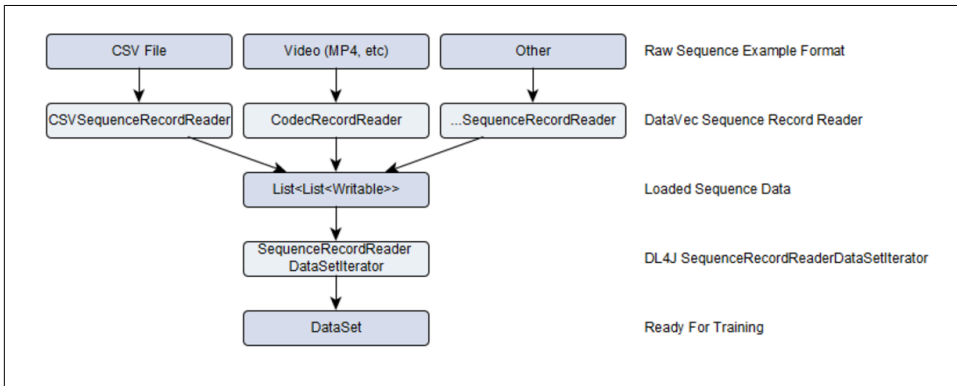 CSV File
Video (MP4, etc)
Other
Raw Sequence Example Format
CSVSequenceRecordReader
CodecRecordReader
...SequenceRecordReader
DataVec Sequence Record Reader
List<List<Writable>>
Loaded Sequence Data
SequenceRecordReader
DataSetIterator
DL4J SequenceRecordReaderDataSetIterator
DataSet
Ready For Training